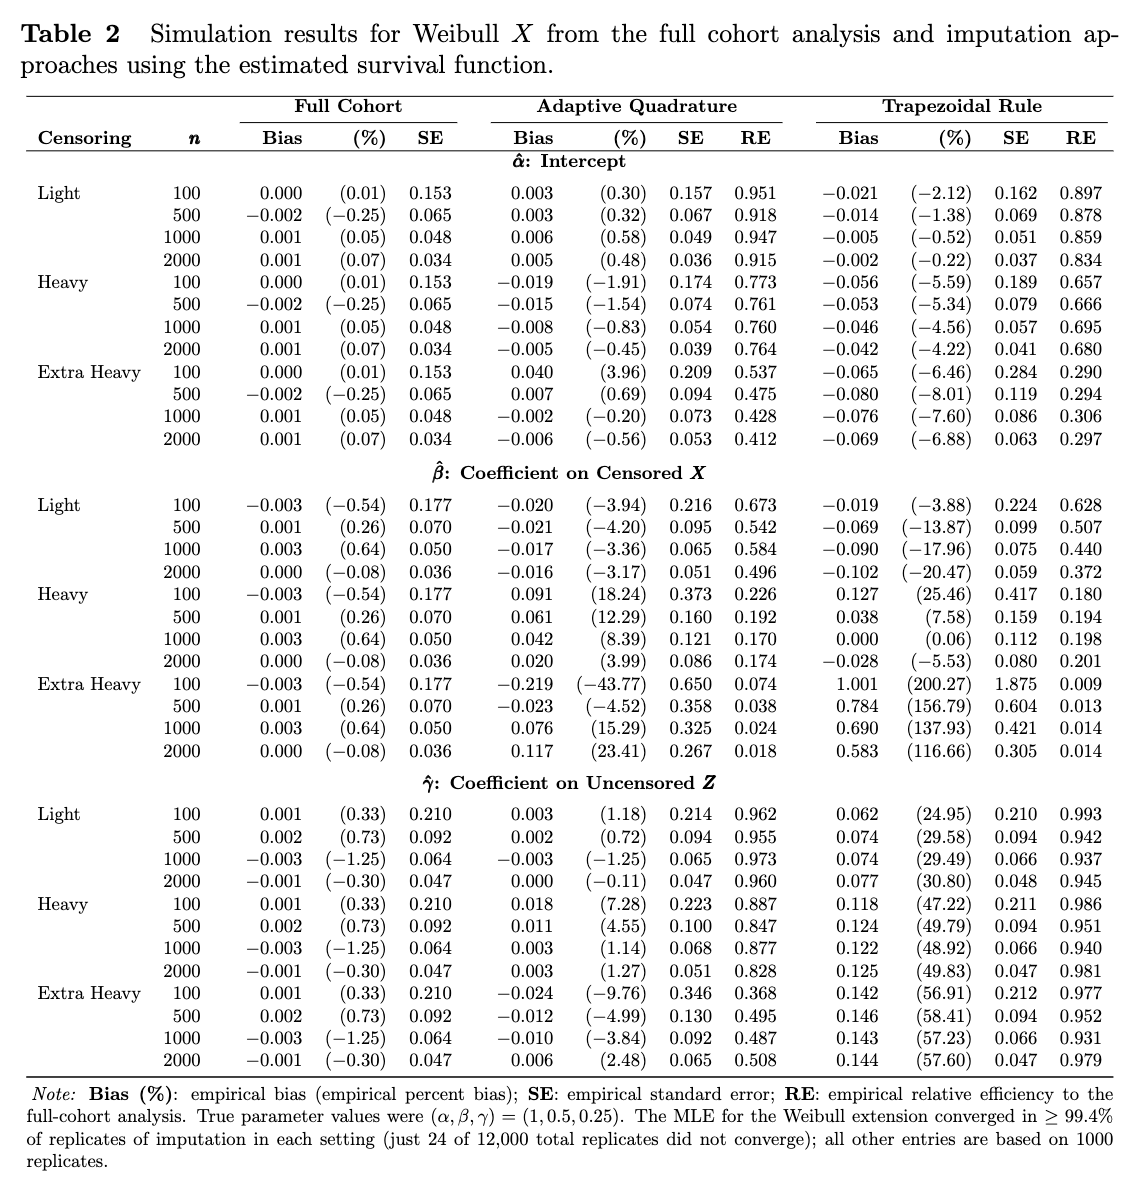 Table 2 Simulation results for Weibull X from the full cohort analysis and imputation ap-
proaches using the estimated survival function.
Full Cohort Adaptive Quadrature Trapezoidal Rule
Censoring n Bias (%) SE Bias (%) SE RE Bias (%) SE RE
α̂: Intercept
Light 100 0.000 (0.01) 0.153 0.003 (0.30) 0.157 0.951 −0.021 (−2.12) 0.162 0.897
500 −0.002 (−0.25) 0.065 0.003 (0.32) 0.067 0.918 −0.014 (−1.38) 0.069 0.878
1000 0.001 (0.05) 0.048 0.006 (0.58) 0.049 0.947 −0.005 (−0.52) 0.051 0.859
2000 0.001 (0.07) 0.034 0.005 (0.48) 0.036 0.915 −0.002 (−0.22) 0.037 0.834
Heavy 100 0.000 (0.01) 0.153 −0.019 (−1.91) 0.174 0.773 −0.056 (−5.59) 0.189 0.657
500 −0.002 (−0.25) 0.065 −0.015 (−1.54) 0.074 0.761 −0.053 (−5.34) 0.079 0.666
1000 0.001 (0.05) 0.048 −0.008 (−0.83) 0.054 0.760 −0.046 (−4.56) 0.057 0.695
2000 0.001 (0.07) 0.034 −0.005 (−0.45) 0.039 0.764 −0.042 (−4.22) 0.041 0.680
Extra Heavy 100 0.000 (0.01) 0.153 0.040 (3.96) 0.209 0.537 −0.065 (−6.46) 0.284 0.290
500 −0.002 (−0.25) 0.065 0.007 (0.69) 0.094 0.475 −0.080 (−8.01) 0.119 0.294
1000 0.001 (0.05) 0.048 −0.002 (−0.20) 0.073 0.428 −0.076 (−7.60) 0.086 0.306
2000 0.001 (0.07) 0.034 −0.006 (−0.56) 0.053 0.412 −0.069 (−6.88) 0.063 0.297
β̂: Coefficient on Censored X
Light 100 −0.003 (−0.54) 0.177 −0.020 (−3.94) 0.216 0.673 −0.019 (−3.88) 0.224 0.628
500 0.001 (0.26) 0.070 −0.021 (−4.20) 0.095 0.542 −0.069 (−13.87) 0.099 0.507
1000 0.003 (0.64) 0.050 −0.017 (−3.36) 0.065 0.584 −0.090 (−17.96) 0.075 0.440
2000 0.000 (−0.08) 0.036 −0.016 (−3.17) 0.051 0.496 −0.102 (−20.47) 0.059 0.372
Heavy 100 −0.003 (−0.54) 0.177 0.091 (18.24) 0.373 0.226 0.127 (25.46) 0.417 0.180
500 0.001 (0.26) 0.070 0.061 (12.29) 0.160 0.192 0.038 (7.58) 0.159 0.194
1000 0.003 (0.64) 0.050 0.042 (8.39) 0.121 0.170 0.000 (0.06) 0.112 0.198
2000 0.000 (−0.08) 0.036 0.020 (3.99) 0.086 0.174 −0.028 (−5.53) 0.080 0.201
Extra Heavy 100 −0.003 (−0.54) 0.177 −0.219 (−43.77) 0.650 0.074 1.001 (200.27) 1.875 0.009
500 0.001 (0.26) 0.070 −0.023 (−4.52) 0.358 0.038 0.784 (156.79) 0.604 0.013
1000 0.003 (0.64) 0.050 0.076 (15.29) 0.325 0.024 0.690 (137.93) 0.421 0.014
2000 0.000 (−0.08) 0.036 0.117 (23.41) 0.267 0.018 0.583 (116.66) 0.305 0.014
γ̂: Coefficient on Uncensored Z
Light 100 0.001 (0.33) 0.210 0.003 (1.18) 0.214 0.962 0.062 (24.95) 0.210 0.993
500 0.002 (0.73) 0.092 0.002 (0.72) 0.094 0.955 0.074 (29.58) 0.094 0.942
1000 −0.003 (−1.25) 0.064 −0.003 (−1.25) 0.065 0.973 0.074 (29.49) 0.066 0.937
2000 −0.001 (−0.30) 0.047 0.000 (−0.11) 0.047 0.960 0.077 (30.80) 0.048 0.945
Heavy 100 0.001 (0.33) 0.210 0.018 (7.28) 0.223 0.887 0.118 (47.22) 0.211 0.986
500 0.002 (0.73) 0.092 0.011 (4.55) 0.100 0.847 0.124 (49.79) 0.094 0.951
1000 −0.003 (−1.25) 0.064 0.003 (1.14) 0.068 0.877 0.122 (48.92) 0.066 0.940
2000 −0.001 (−0.30) 0.047 0.003 (1.27) 0.051 0.828 0.125 (49.83) 0.047 0.981
Extra Heavy 100 0.001 (0.33) 0.210 −0.024 (−9.76) 0.346 0.368 0.142 (56.91) 0.212 0.977
500 0.002 (0.73) 0.092 −0.012 (−4.99) 0.130 0.495 0.146 (58.41) 0.094 0.952
1000 −0.003 (−1.25) 0.064 −0.010 (−3.84) 0.092 0.487 0.143 (57.23) 0.066 0.931
2000 −0.001 (−0.30) 0.047 0.006 (2.48) 0.065 0.508 0.144 (57.60) 0.047 0.979
Note: Bias (%): empirical bias (empirical percent bias); SE: empirical standard error; RE: empirical relative efficiency to the
full-cohort analysis. True parameter values were (α, β, γ) = (1, 0.5, 0.25). The MLE for the Weibull extension converged in ≥ 99.4%
of replicates of imputation in each setting (just 24 of 12,000 total replicates did not converge); all other entries are based on 1000
replicates.